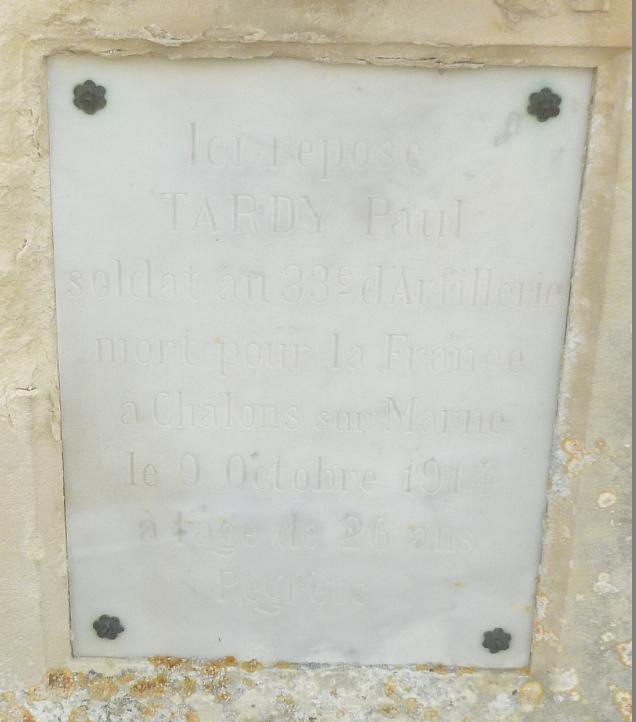 Ici repose
TARDY Paul
soldat au 33e d'Artillerie
mort pour la France
à Chalons sur Marne
le 9 Octobre 1914
à l'âge de 26 ans
Regrets